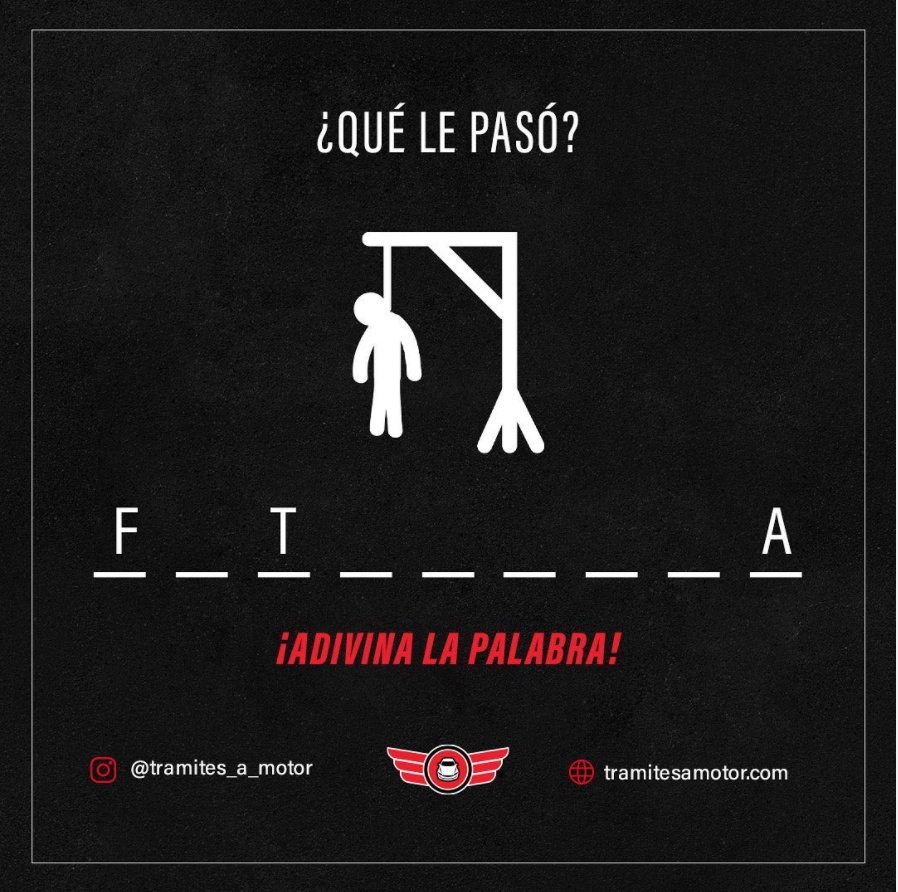 ¿QUÉ LE PASÓ?
F _ T _ _ _ _ _ A
¡ADIVINA LA PALABRA!
@tramites_a_motor
tramitesamotor.com